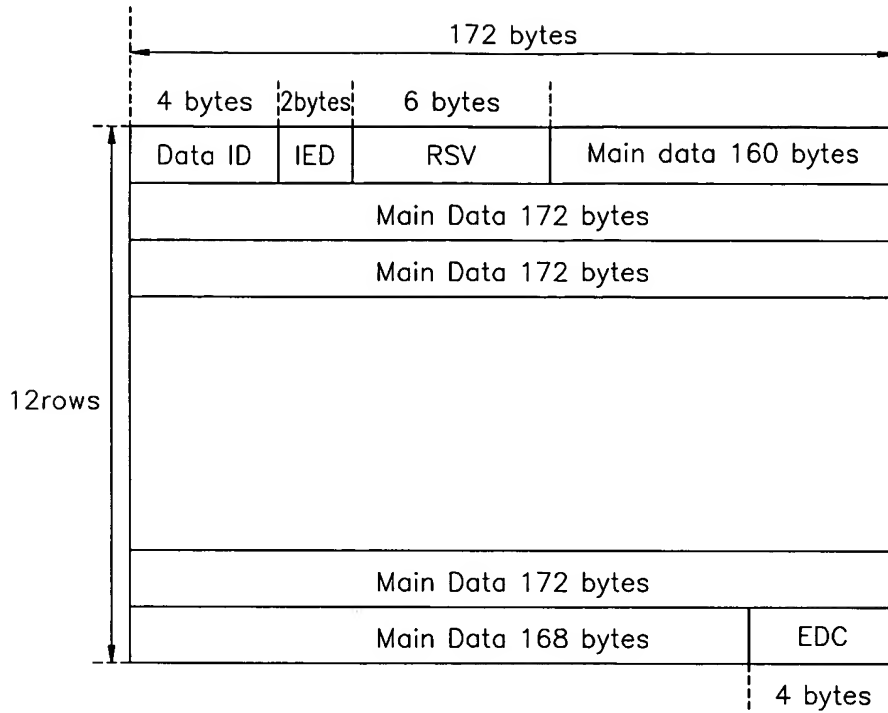 172 bytes
4 bytes 2bytes 6 bytes
Data ID IED RSV Main data 160 bytes
Main Data 172 bytes
Main Data 172 bytes
12rows
Main Data 172 bytes
Main Data 168 bytes EDC
4 bytes